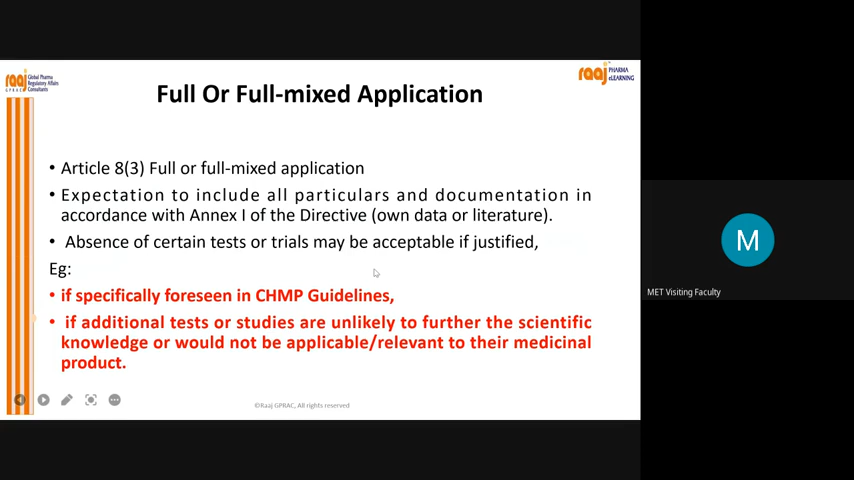 raaj
GPRAC
Global Pharma
Regulatory Affairs
Consultants
raaj PHARMA
eLEARNING
Full Or Full-mixed Application
• Article 8(3) Full or full-mixed application
• Expectation to include all particulars and documentation in
accordance with Annex I of the Directive (own data or literature).
• Absence of certain tests or trials may be acceptable if justified,
Eg:
• if specifically foreseen in CHMP Guidelines,
• if additional tests or studies are unlikely to further the scientific
knowledge or would not be applicable/relevant to their medicinal
product.
©Raaj GPRAC, All rights reserved
M
MET Visiting Faculty